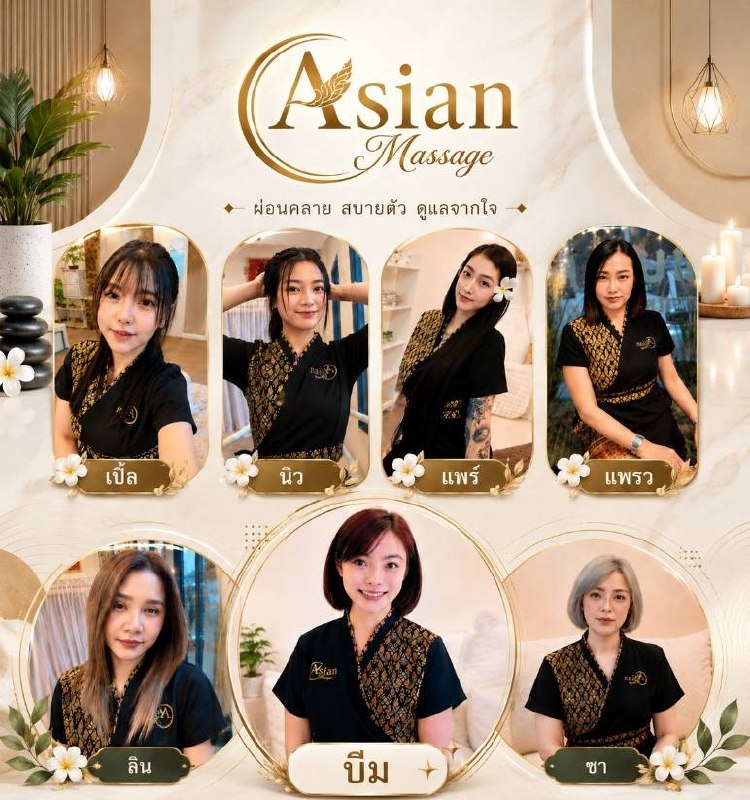 Asian
Massage
ผ่อนคลาย สบายตัว ดูแลจากใจ
เปิ้ล
นิว
แพร์
แพรว
Asian
ลิน
บีม
ซา